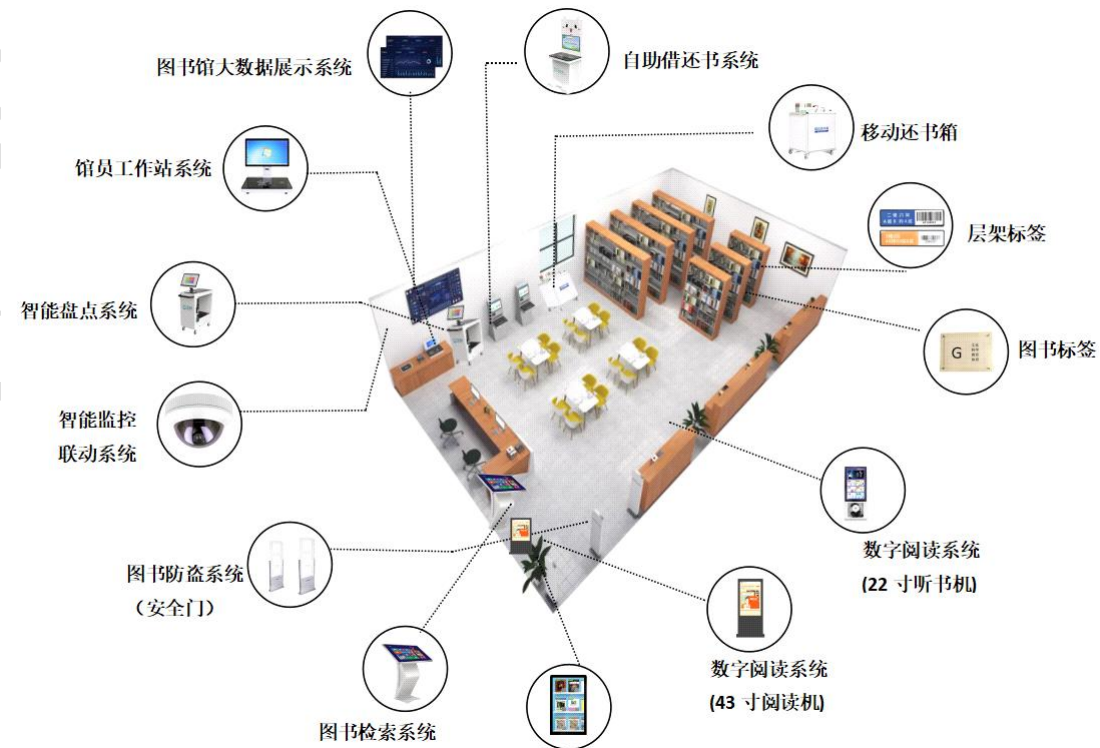 图书馆大数据展示系统
自助借还书系统
馆员工作站系统
移动还书箱
层架标签
智能盘点系统
图书标签
G
智能监控
联动系统
数字阅读系统
(22 寸听书机)
图书防盗系统
（安全门）
数字阅读系统
(43 寸阅读机)
图书检索系统